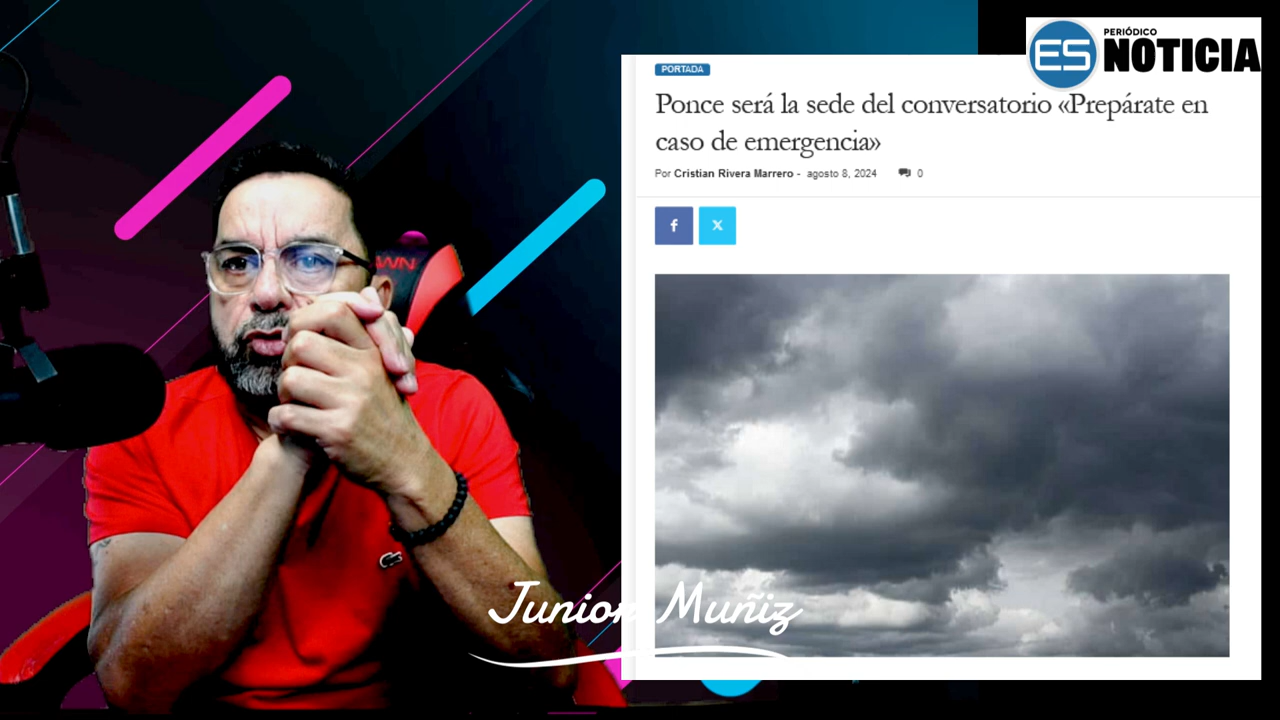 PERIÓDICO
ES NOTICIA
PORTADA
Ponce será la sede del conversatorio «Prepárate en
caso de emergencia»
Por Cristian Rivera Marrero - agosto 8, 2024 0
Junior Muñiz